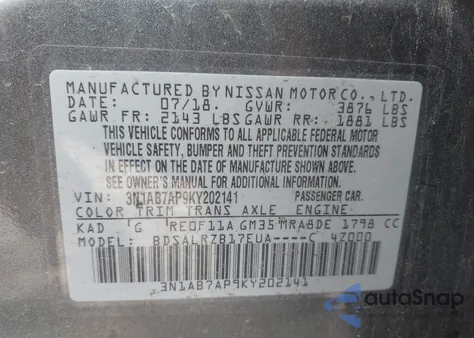 MANUFACTURED BY NISSAN MOTOR CO., LTD.
DATE: 07/18. GVWR: 3876 LBS
GAWR FR: 2143 LBS GAWR RR: 1881 LBS
THIS VEHICLE CONFORMS TO ALL APPLICABLE FEDERAL MOTOR
VEHICLE SAFETY, BUMPER AND THEFT PREVENTION STANDARDS
IN EFFECT ON THE DATE OF MANUFACTURE SHOWN ABOVE.
SEE OWNER'S MANUAL FOR ADDITIONAL INFORMATION.
VIN: 3N1AB7AP9KY202141 PASSENGER CAR.
COLOR TRIM TRANS AXLE ENGINE
KAD G RE0F11A GM35 MRA8DE 1798 CC
MODEL: BDSALRZB17EUA----C 42000
3N1AB7AP9KY202141
autoSnap